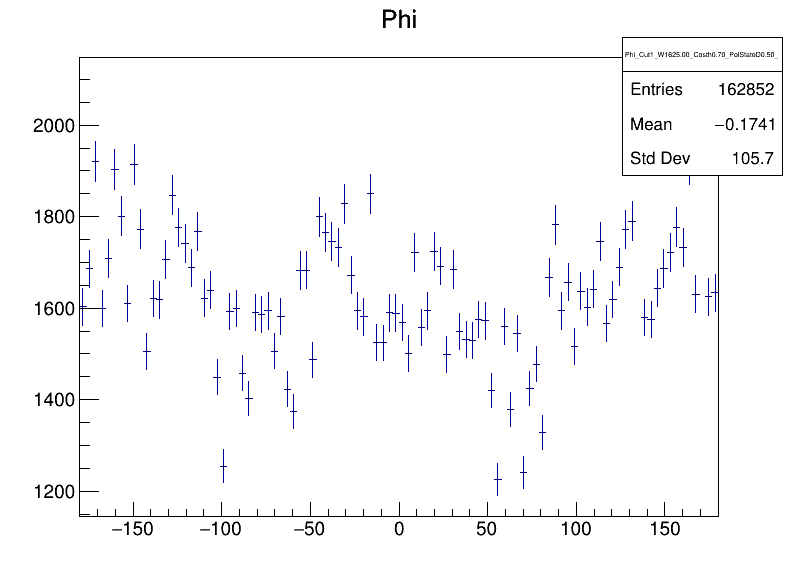 Phi
Phi_Cut1_W1625.00_Costh0.70_PolStateD0.50_
Entries 162852
Mean −0.1741
Std Dev 105.7
2000
1800
1600
1400
1200
−150 −100 −50 0 50 100 150